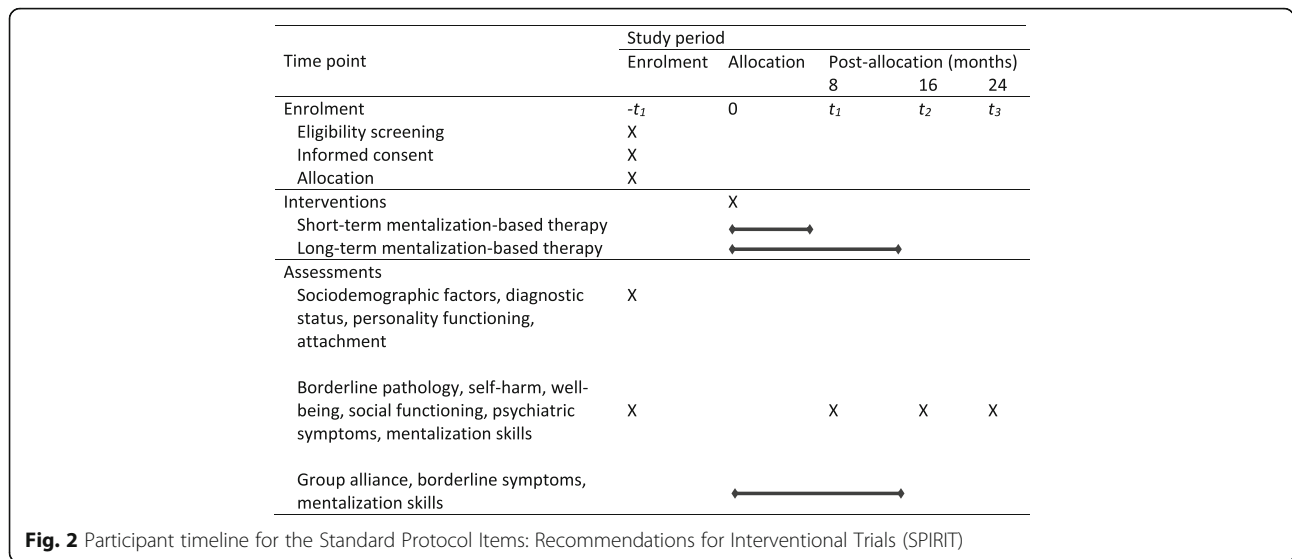 Study period
Time point Enrolment Allocation Post-allocation (months)
8 16 24
Enrolment -t1 0 t1 t2 t3
Eligibility screening X
Informed consent X
Allocation X
Interventions X
Short-term mentalization-based therapy
Long-term mentalization-based therapy
Assessments
Sociodemographic factors, diagnostic X
status, personality functioning,
attachment
Borderline pathology, self-harm, well-
being, social functioning, psychiatric X X X X
symptoms, mentalization skills
Group alliance, borderline symptoms,
mentalization skills
Fig. 2 Participant timeline for the Standard Protocol Items: Recommendations for Interventional Trials (SPIRIT)